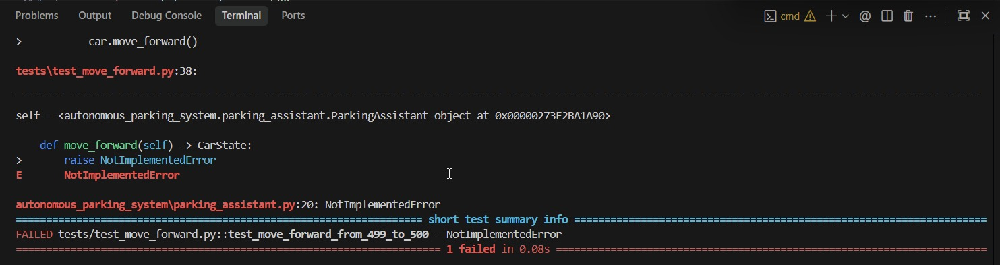 Problems Output Debug Console Terminal Ports cmd
> car.move_forward()
tests\test_move_forward.py:38:
_ _ _ _ _ _ _ _ _ _ _ _ _ _ _ _ _ _ _ _ _ _ _ _ _ _ _ _ _ _ _ _ _ _ _ _ _ _ _ _ _ _ _ _ _ _ _ _ _ _ _ _ _ _ _ _ _ _ _ _ _ _ _ _ _ _ _ _ _ _ _ _ _ _ _ _ _ _ _ _
self = <autonomous_parking_system.parking_assistant.ParkingAssistant object at 0x00000273F2BA1A90>
def move_forward(self) -> CarState:
> raise NotImplementedError
E NotImplementedError
autonomous_parking_system\parking_assistant.py:20: NotImplementedError
=================================================================== short test summary info ====================================================================
FAILED tests/test_move_forward.py::test_move_forward_from_499_to_500 - NotImplementedError
====================================================================== 1 failed in 0.08s =======================================================================